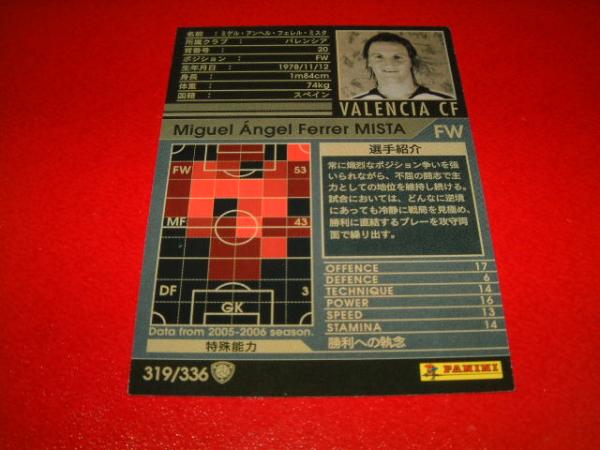 名前：ミゲル・アンヘル・フェレル・ミスタ
所属クラブ：バレンシア
背番号：20
ポジション：FW
生年月日：1978/11/12
身長：1m84cm
体重：74kg
国籍：スペイン
VALENCIA CF
Miguel Ángel Ferrer MISTA FW
FW 53
MF 43
DF 3
GK
Data from 2005-2006 season.
選手紹介
常に熾烈なポジション争いを強
いられながら、不屈の闘志で主
力としての地位を維持し続ける。
試合においては、どんなに逆境
にあっても冷静に戦局を見極め、
勝利に直結するプレーを攻守両
面で繰り出す。
OFFENCE 17
DEFENCE 6
TECHNIQUE 14
POWER 16
SPEED 13
STAMINA 14
特殊能力 勝利への執念
319/336
PANINI